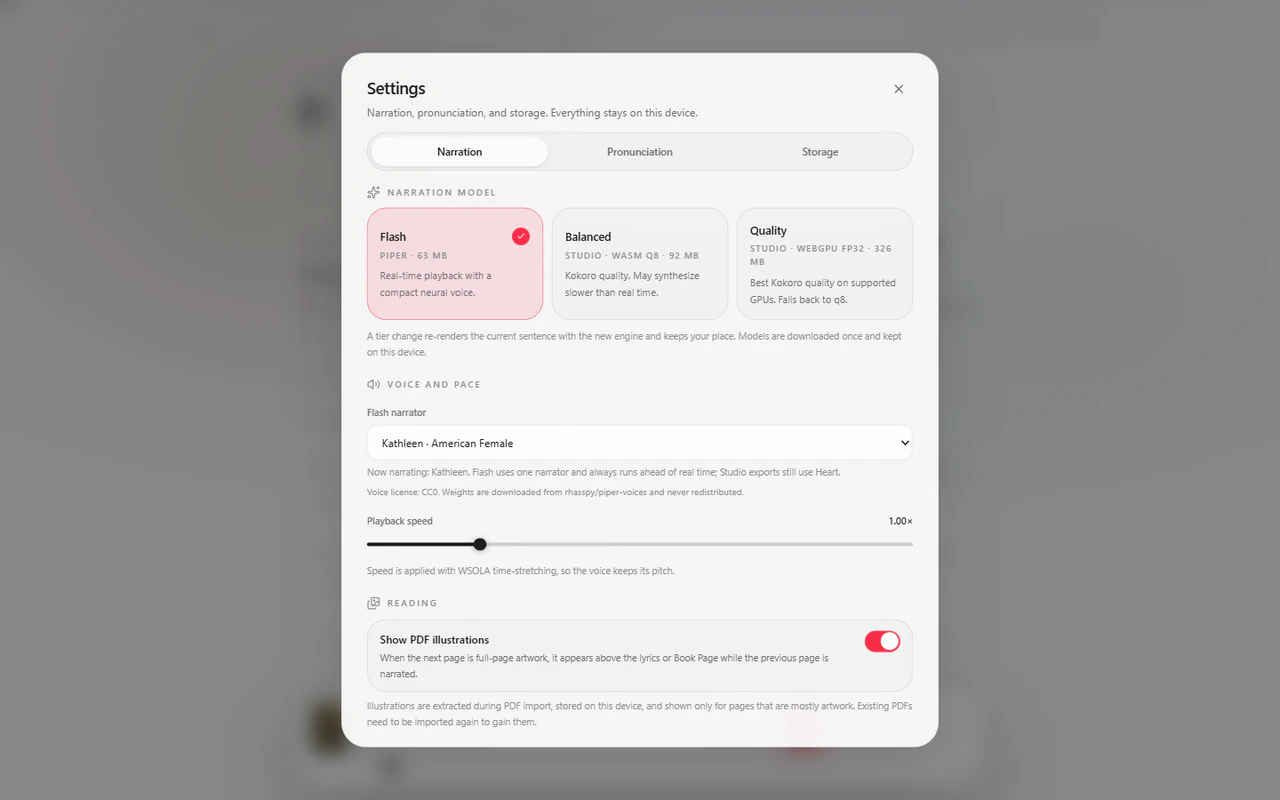 Settings
Narration, pronunciation, and storage. Everything stays on this device.
Narration
Pronunciation
Storage
NARRATION MODEL
Flash
PIPER · 63 MB
Real-time playback with a
compact neural voice.
Balanced
STUDIO · WASM Q8 · 92 MB
Kokoro quality. May synthesize
slower than real time.
Quality
STUDIO · WEBGPU FP32 · 326
MB
Best Kokoro quality on supported
GPUs. Falls back to q8.
A tier change re-renders the current sentence with the new engine and keeps your place. Models are downloaded once and kept
on this device.
VOICE AND PACE
Flash narrator
Kathleen · American Female
Now narrating: Kathleen. Flash uses one narrator and always runs ahead of real time; Studio exports still use Heart.
Voice license: CC0. Weights are downloaded from rhasspy/piper-voices and never redistributed.
Playback speed
1.00×
Speed is applied with WSOLA time-stretching, so the voice keeps its pitch.
READING
Show PDF illustrations
When the next page is full-page artwork, it appears above the lyrics or Book Page while the previous page is
narrated.
Illustrations are extracted during PDF import, stored on this device, and shown only for pages that are mostly artwork. Existing PDFs
need to be imported again to gain them.